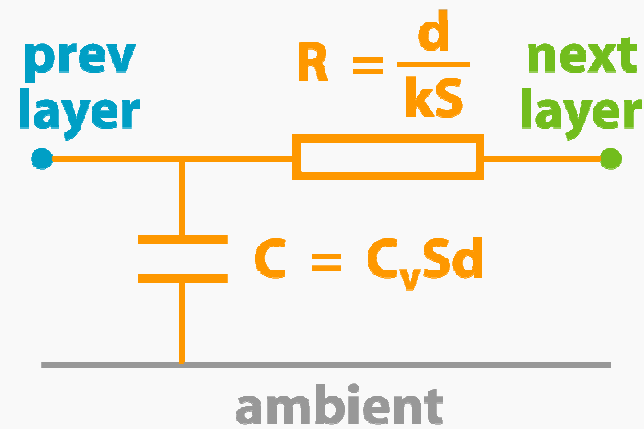 prev
layer
R = d/kS
next
layer
C = CᵥSd
ambient